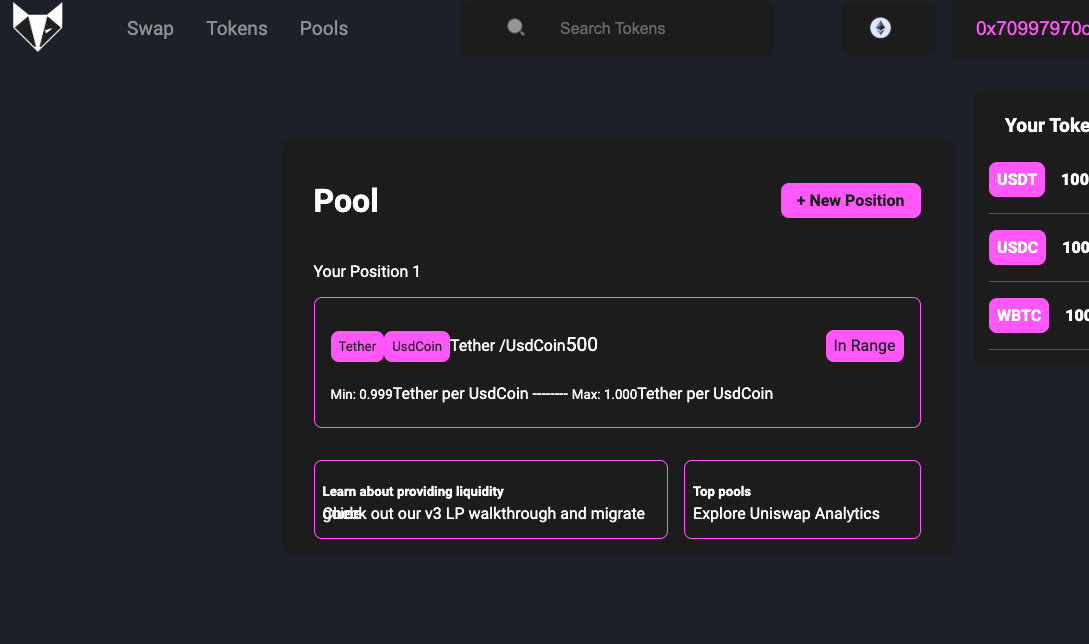 Swap Tokens Pools Search Tokens 0x70997970c
Your Toke
USDT 100
USDC 100
WBTC 100
Pool + New Position
Your Position 1
Tether UsdCoin Tether /UsdCoin500 In Range
Min: 0.999Tether per UsdCoin -------- Max: 1.000Tether per UsdCoin
Learn about providing liquidity
Check out our v3 LP walkthrough and migrate
guides
Top pools
Explore Uniswap Analytics